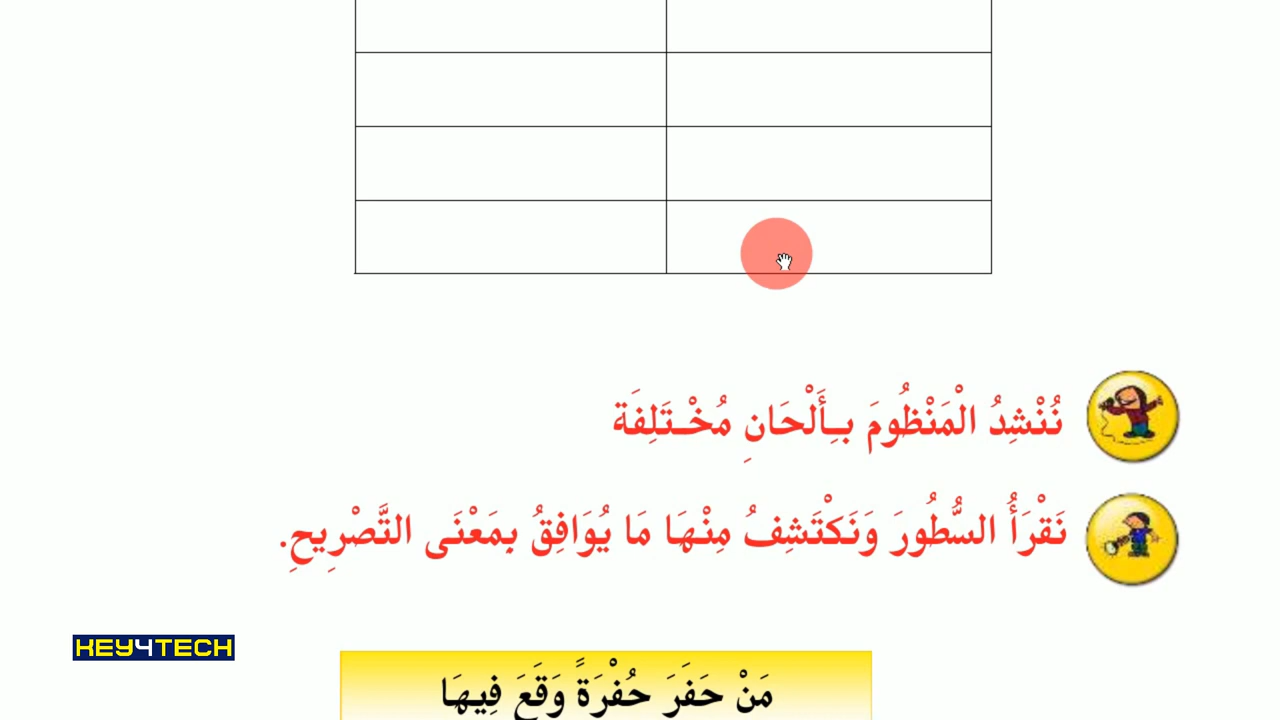 نُنْشِدُ الْمَنْظُومَ بِأَلْحَانٍ مُخْتَلِفَة
نَقْرَأُ السُّطُورَ وَنَكْتَشِفُ مِنْهَا مَا يُوَافِقُ بِمَعْنَى التَّصْرِيحِ.
KEY4TECH
مَنْ حَفَرَ حُفْرَةً وَقَعَ فِيهَا